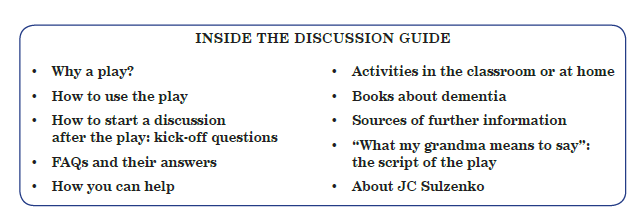 INSIDE THE DISCUSSION GUIDE
• Why a play?
• How to use the play
• How to start a discussion
after the play: kick-off questions
• FAQs and their answers
• How you can help
• Activities in the classroom or at home
• Books about dementia
• Sources of further information
• “What my grandma means to say”:
the script of the play
• About JC Sulzenko